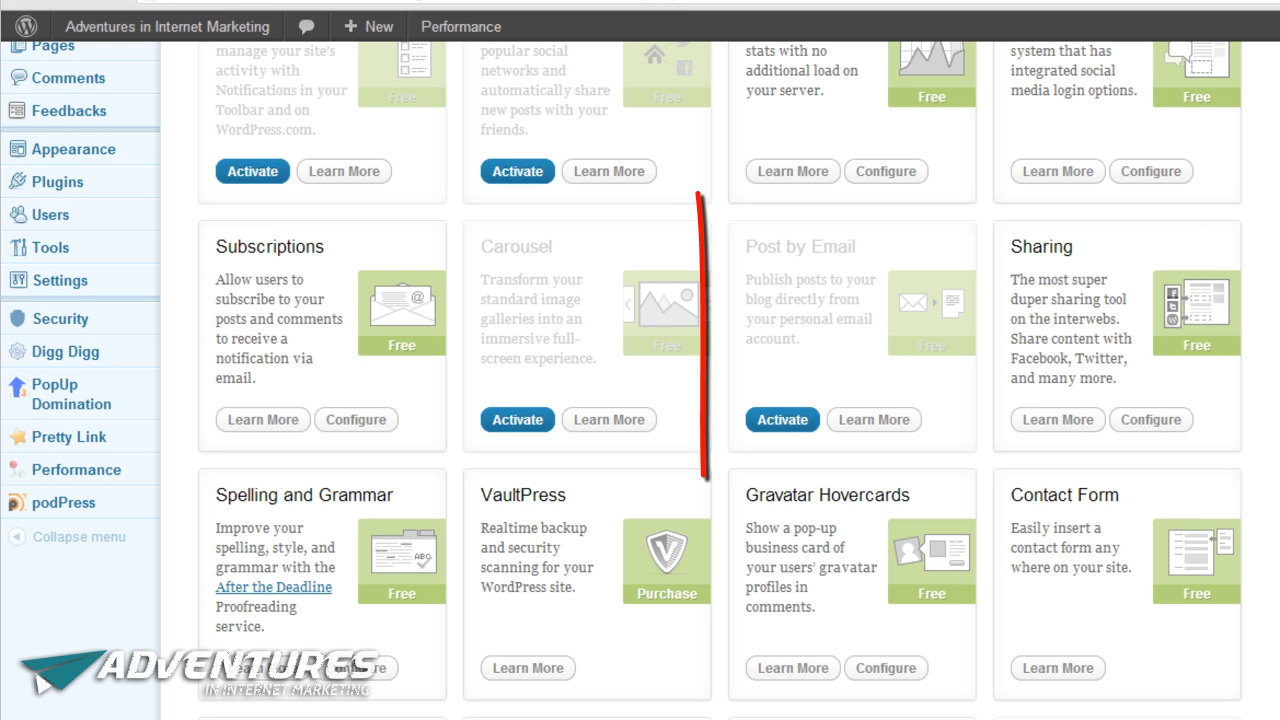 Adventures in Internet Marketing
New
Performance
Pages
Comments
Feedbacks
Appearance
Plugins
Users
Tools
Settings
Security
Digg Digg
PopUp
Domination
Pretty Link
Performance
podPress
Collapse menu
manage your site's
activity with
Notifications in your
Toolbar and on
WordPress.com.
Free
Activate
Learn More
popular social
networks and
automatically share
new posts with your
friends.
Free
Activate
Learn More
stats with no
additional load on
your server.
Free
Learn More
Configure
system that has
integrated social
media login options.
Free
Learn More
Configure
Subscriptions
Allow users to
subscribe to your
posts and comments
to receive a
notification via
email.
@
Free
Learn More
Configure
Carousel
Transform your
standard image
galleries into an
immersive full-
screen experience.
Free
Activate
Learn More
Post by Email
Publish posts to your
blog directly from
your personal email
account.
Free
Activate
Learn More
Sharing
The most super
duper sharing tool
on the interwebs.
Share content with
Facebook, Twitter,
and many more.
Free
Learn More
Configure
Spelling and Grammar
Improve your
spelling, style, and
grammar with the
After the Deadline
Proofreading
service.
ABC
Free
VaultPress
Realtime backup
and security
scanning for your
WordPress site.
Purchase
Learn More
Gravatar Hovercards
Show a pop-up
business card of
your users' gravatar
profiles in
comments.
Free
Learn More
Configure
Contact Form
Easily insert a
contact form any
where on your site.
Free
Learn More
ADVENTURES
IN INTERNET MARKETING